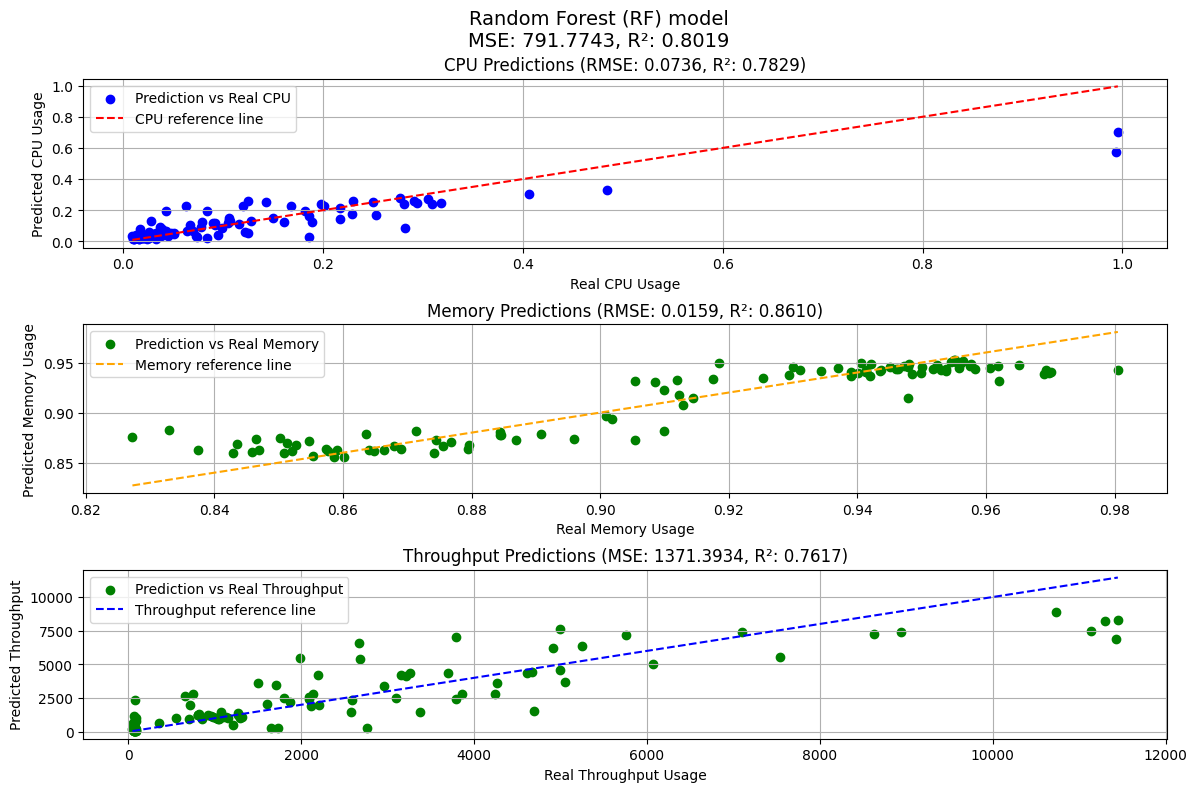 Random Forest (RF) model
MSE: 791.7743, R²: 0.8019
CPU Predictions (RMSE: 0.0736, R²: 0.7829)
Prediction vs Real CPU
CPU reference line
Predicted CPU Usage
1.0
0.8
0.6
0.4
0.2
0.0
0.0 0.2 0.4 0.6 0.8 1.0
Real CPU Usage
Memory Predictions (RMSE: 0.0159, R²: 0.8610)
Prediction vs Real Memory
Memory reference line
Predicted Memory Usage
0.95
0.90
0.85
0.82 0.84 0.86 0.88 0.90 0.92 0.94 0.96 0.98
Real Memory Usage
Throughput Predictions (MSE: 1371.3934, R²: 0.7617)
Prediction vs Real Throughput
Throughput reference line
Predicted Throughput
10000
7500
5000
2500
0
0 2000 4000 6000 8000 10000 12000
Real Throughput Usage